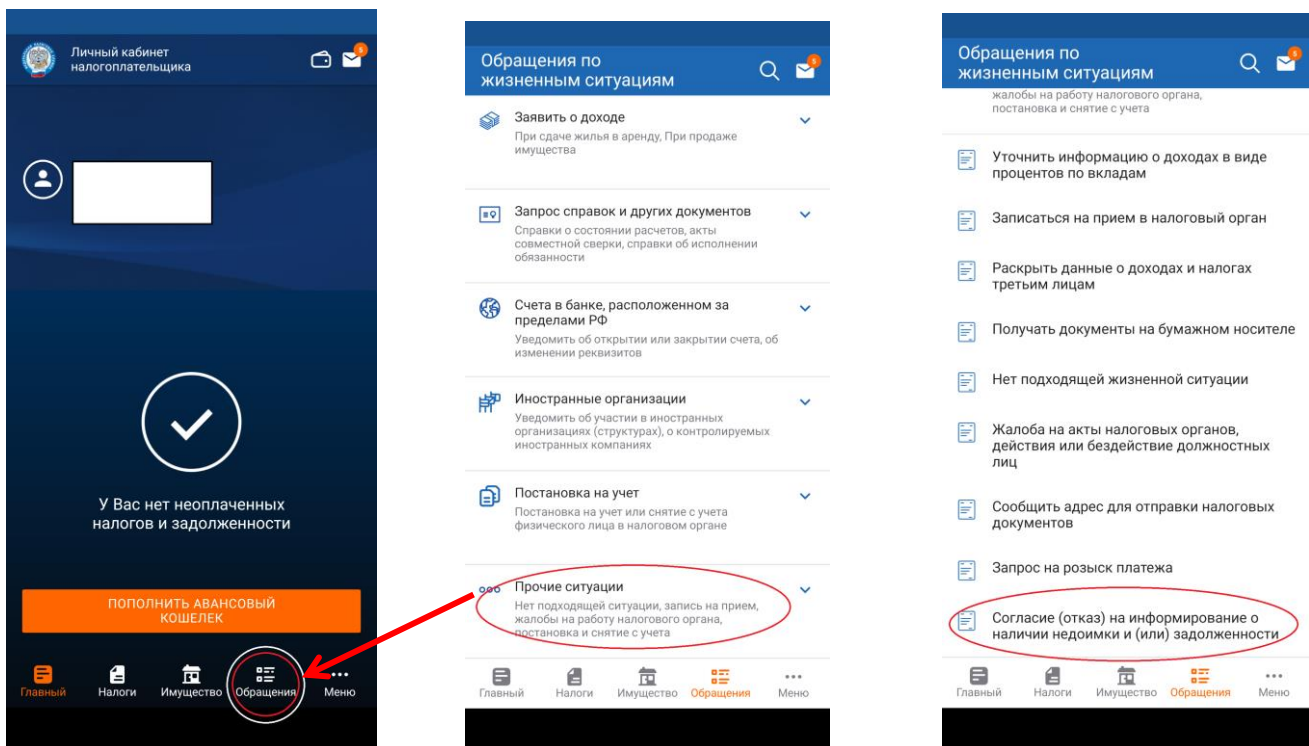 Личный кабинет
налогоплательщика
5
У Вас нет неоплаченных
налогов и задолженности
ПОПОЛНИТЬ АВАНСОВЫЙ
КОШЕЛЕК
Главный
Налоги
Имущество
Обращения
Меню
Обращения по
жизненным ситуациям
5
Заявить о доходе
При сдаче жилья в аренду, При продаже
имущества
Запрос справок и других документов
Справки о состоянии расчетов, акты
совместной сверки, справки об исполнении
обязанности
Счета в банке, расположенном за
пределами РФ
Уведомить об открытии или закрытии счета, об
изменении реквизитов
Иностранные организации
Уведомить об участии в иностранных
организациях (структурах), о контролируемых
иностранных компаниях
Постановка на учет
Постановка на учет или снятие с учета
физического лица в налоговом органе
Прочие ситуации
Нет подходящей ситуации, запись на прием,
жалобы на работу налогового органа,
постановка и снятие с учета
Главный
Налоги
Имущество
Обращения
Меню
Обращения по
жизненным ситуациям
5
жалобы на работу налогового органа,
постановка и снятие с учета
Уточнить информацию о доходах в виде
процентов по вкладам
Записаться на прием в налоговый орган
Раскрыть данные о доходах и налогах
третьим лицам
Получать документы на бумажном носителе
Нет подходящей жизненной ситуации
Жалоба на акты налоговых органов,
действия или бездействие должностных
лиц
Сообщить адрес для отправки налоговых
документов
Запрос на розыск платежа
Согласие (отказ) на информирование о
наличии недоимки и (или) задолженности
Главный
Налоги
Имущество
Обращения
Меню